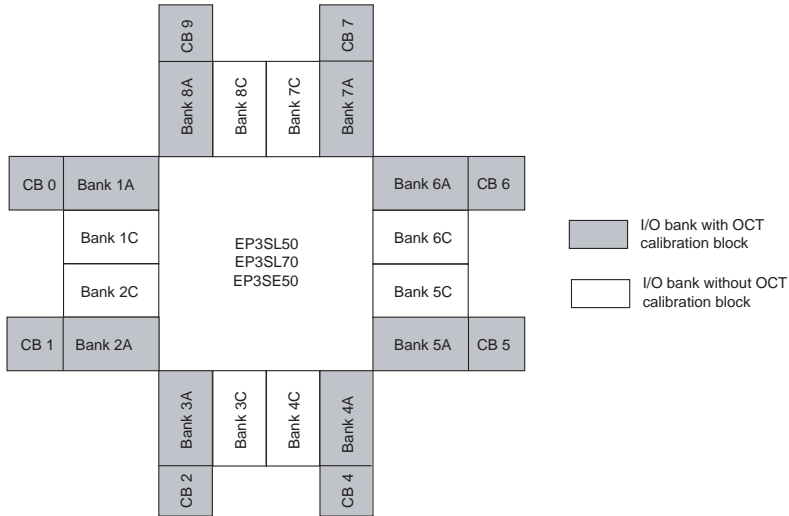 CB 9
CB 7
Bank 8A
Bank 8C
Bank 7C
Bank 7A
CB 0
Bank 1A
Bank 6A
CB 6
Bank 1C
Bank 6C
Bank 2C
Bank 5C
CB 1
Bank 2A
Bank 5A
CB 5
EP3SL50
EP3SL70
EP3SE50
Bank 3A
Bank 3C
Bank 4C
Bank 4A
CB 2
CB 4
I/O bank with OCT
calibration block
I/O bank without OCT
calibration block